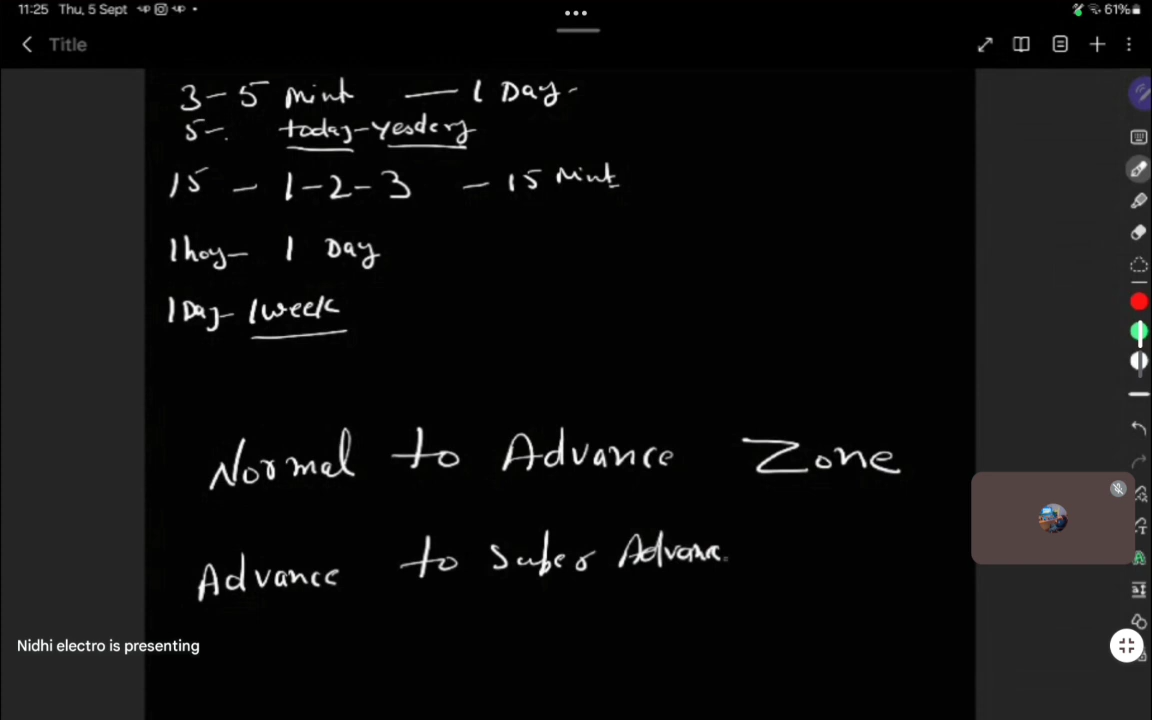 11:25 Thu, 5 Sept 61%
Title
3-5 mint — 1 Day-
5-. today-Yesdery
15 - 1-2-3 - 15 Mint
1hoy- 1 Day
1Day- 1week
Normal to Advance Zone
Advance to Super Advanc.
Nidhi electro is presenting